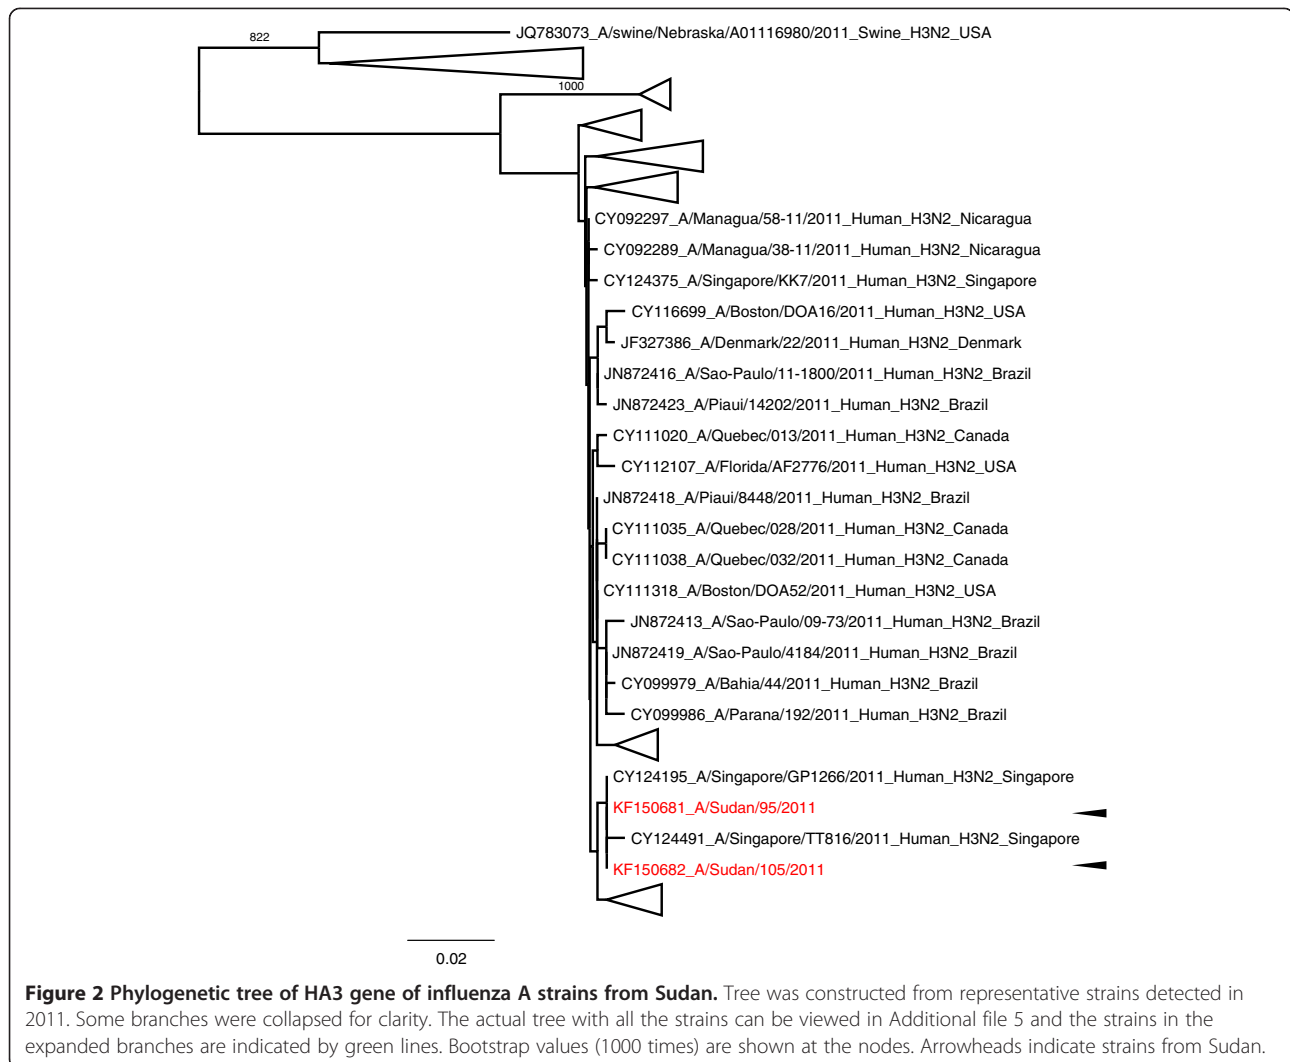 JQ783073_A/swine/Nebraska/A01116980/2011_Swine_H3N2_USA
822
1000
CY092297_A/Managua/58-11/2011_Human_H3N2_Nicaragua
CY092289_A/Managua/38-11/2011_Human_H3N2_Nicaragua
CY124375_A/Singapore/KK7/2011_Human_H3N2_Singapore
CY116699_A/Boston/DOA16/2011_Human_H3N2_USA
JF327386_A/Denmark/22/2011_Human_H3N2_Denmark
JN872416_A/Sao-Paulo/11-1800/2011_Human_H3N2_Brazil
JN872423_A/Piaui/14202/2011_Human_H3N2_Brazil
CY111020_A/Quebec/013/2011_Human_H3N2_Canada
CY112107_A/Florida/AF2776/2011_Human_H3N2_USA
JN872418_A/Piaui/8448/2011_Human_H3N2_Brazil
CY111035_A/Quebec/028/2011_Human_H3N2_Canada
CY111038_A/Quebec/032/2011_Human_H3N2_Canada
CY111318_A/Boston/DOA52/2011_Human_H3N2_USA
JN872413_A/Sao-Paulo/09-73/2011_Human_H3N2_Brazil
JN872419_A/Sao-Paulo/4184/2011_Human_H3N2_Brazil
CY099979_A/Bahia/44/2011_Human_H3N2_Brazil
CY099986_A/Parana/192/2011_Human_H3N2_Brazil
CY124195_A/Singapore/GP1266/2011_Human_H3N2_Singapore
KF150681_A/Sudan/95/2011
CY124491_A/Singapore/TT816/2011_Human_H3N2_Singapore
KF150682_A/Sudan/105/2011
0.02
Figure 2 Phylogenetic tree of HA3 gene of influenza A strains from Sudan. Tree was constructed from representative strains detected in
2011. Some branches were collapsed for clarity. The actual tree with all the strains can be viewed in Additional file 5 and the strains in the
expanded branches are indicated by green lines. Bootstrap values (1000 times) are shown at the nodes. Arrowheads indicate strains from Sudan.